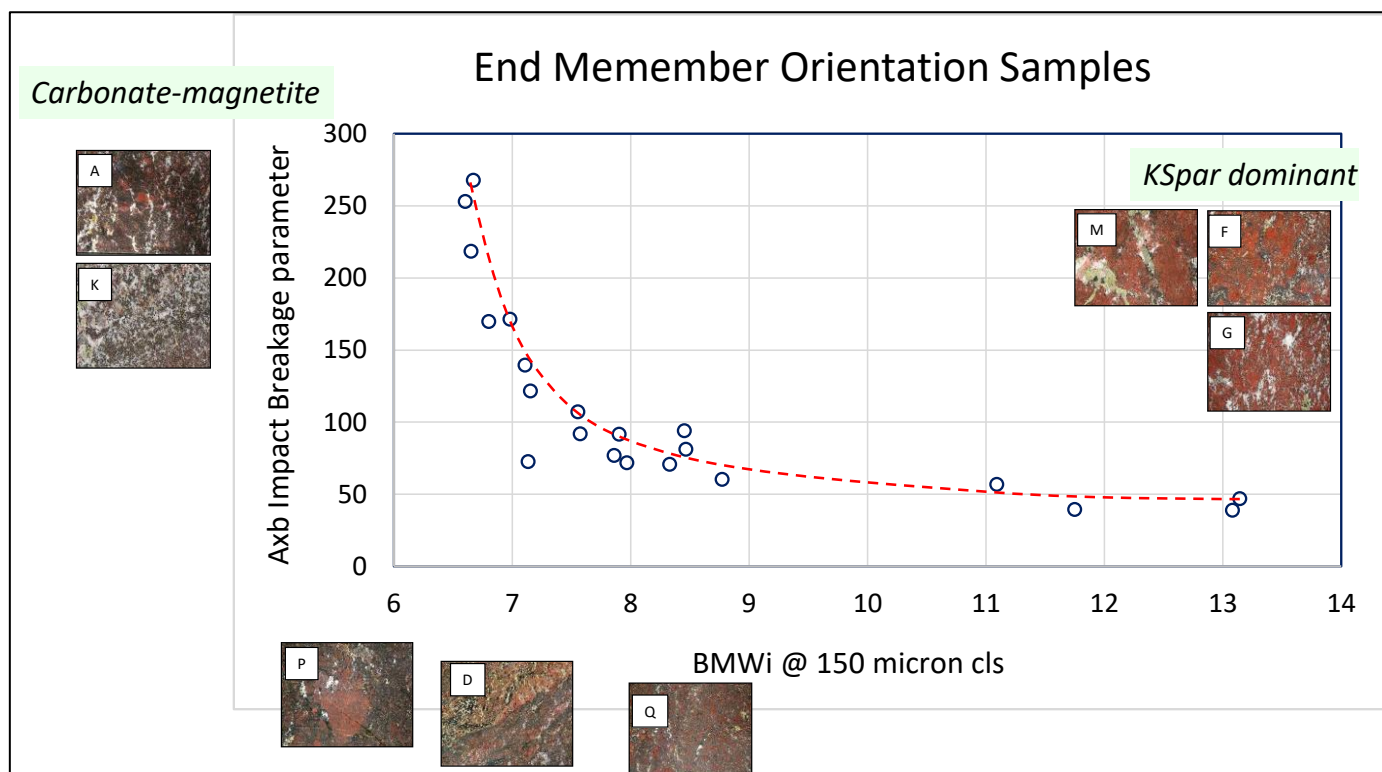 End Memember Orientation Samples
Carbonate-magnetite
A
K
Axb Impact Breakage parameter
300
250
200
150
100
50
0
KSpar dominant
M
F
G
6 7 8 9 10 11 12 13 14
BMWi @ 150 micron cls
P
D
Q